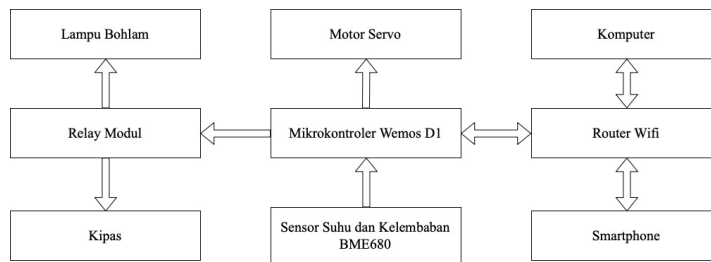 Lampu Bohlam
Motor Servo
Komputer
Relay Modul
Mikrokontroler Wemos D1
Router Wifi
Kipas
Sensor Suhu dan Kelembaban
BME680
Smartphone